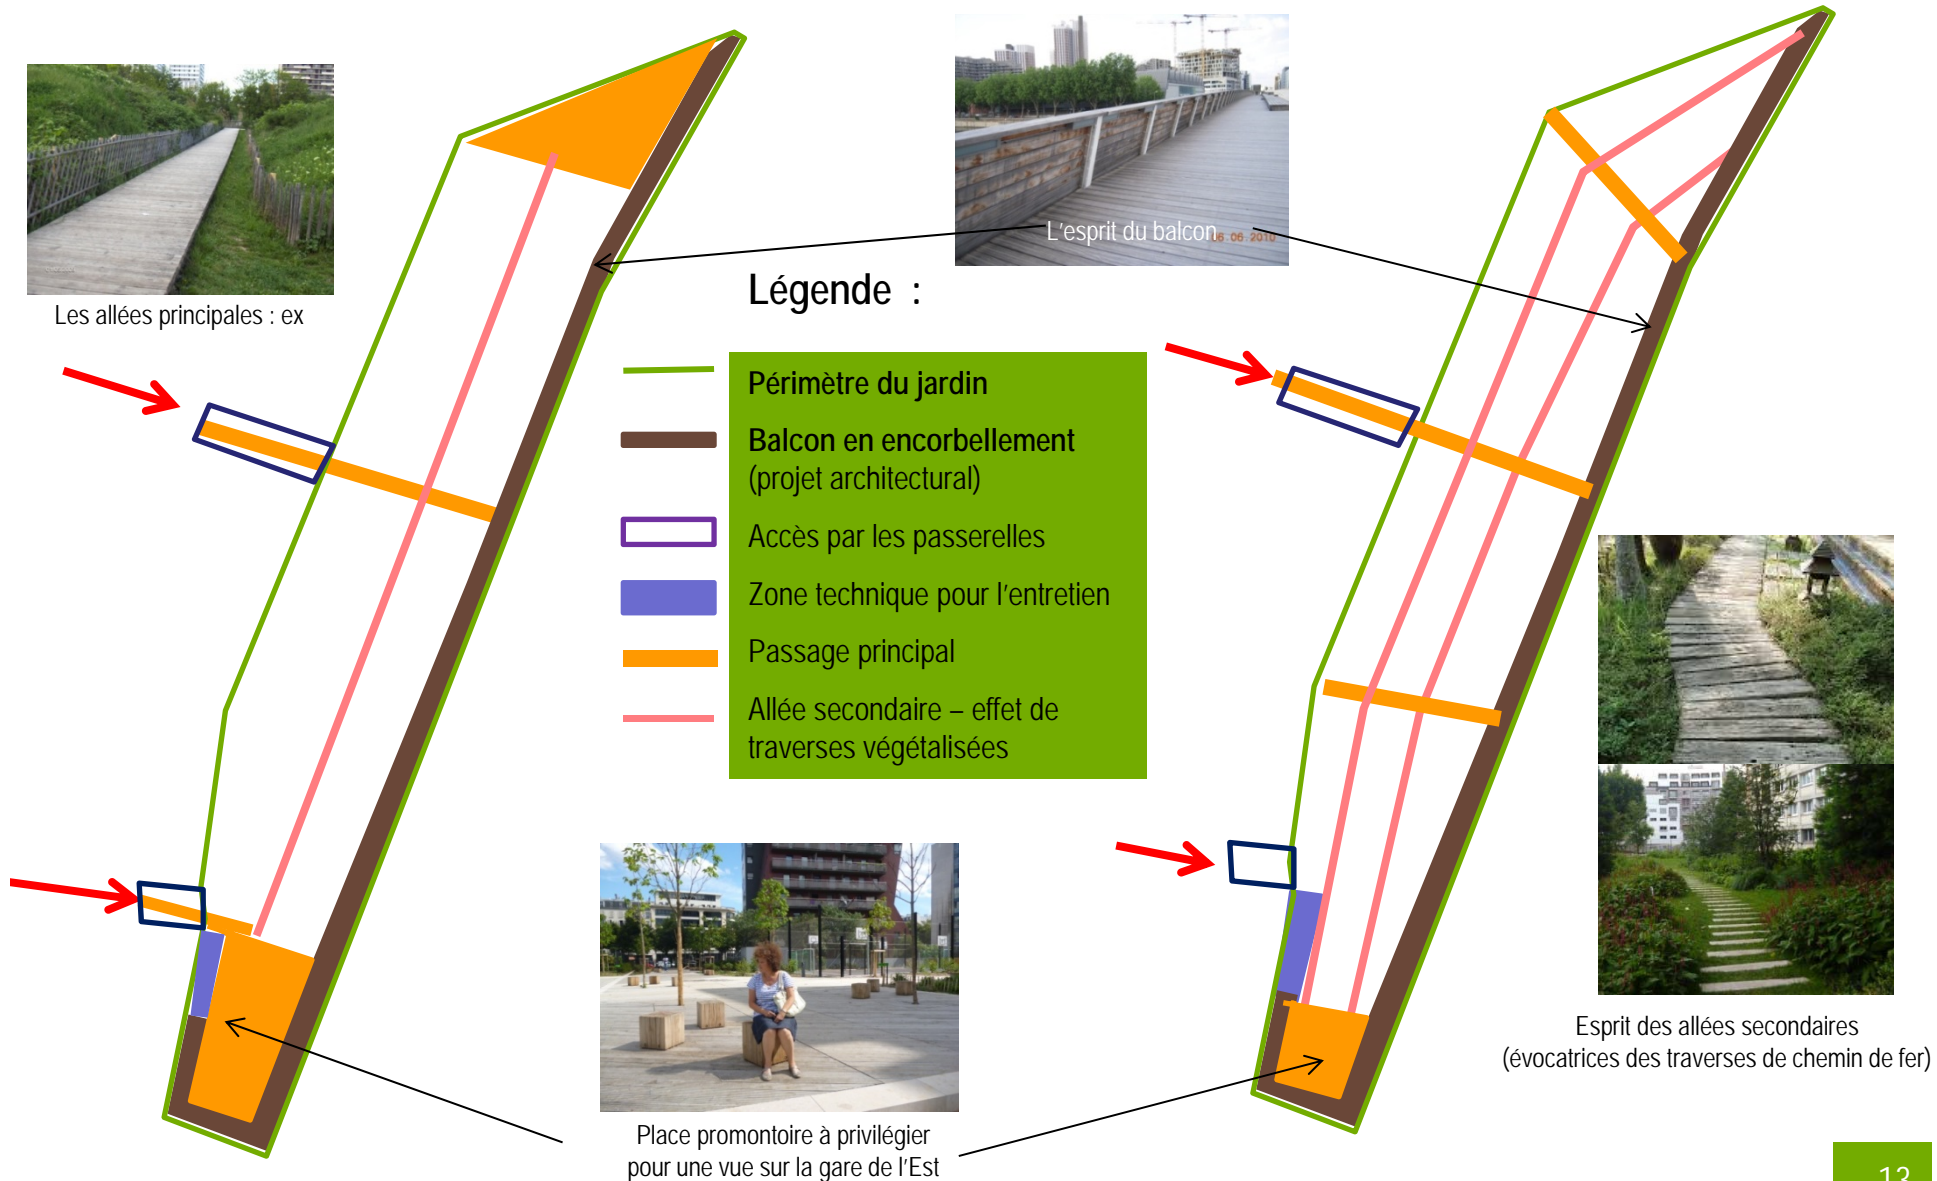 L'esprit du balcon
06 06 2010
Les allées principales : ex
Légende :
Périmètre du jardin
Balcon en encorbellement
(projet architectural)
Accès par les passerelles
Zone technique pour l'entretien
Passage principal
Allée secondaire – effet de
traverses végétalisées
Esprit des allées secondaires
(évocatrices des traverses de chemin de fer)
Place promontoire à privilégier
pour une vue sur la gare de l'Est
13